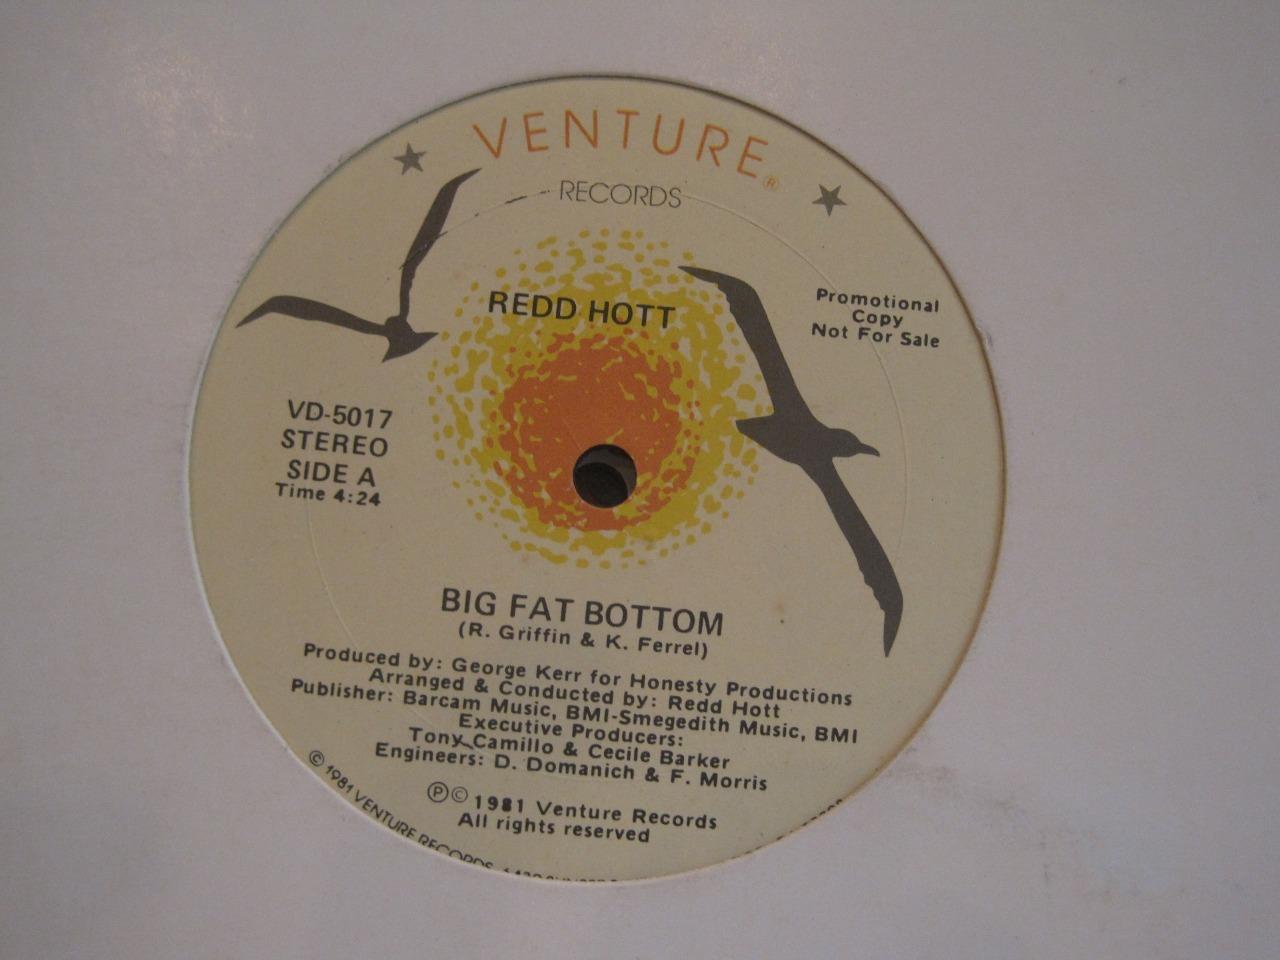 VENTURE®
RECORDS
REDD HOTT
Promotional
Copy
Not For Sale
VD-5017
STEREO
SIDE A
Time 4:24
BIG FAT BOTTOM
(R. Griffin & K. Ferrel)
Produced by: George Kerr for Honesty Productions
Arranged & Conducted by: Redd Hott
Publisher: Barcam Music, BMI-Smegedith Music, BMI
Executive Producers:
Tony Camillo & Cecile Barker
Engineers: D. Domanich & F. Morris
℗© 1981 Venture Records
All rights reserved
© 1981 VENTURE RECORDS